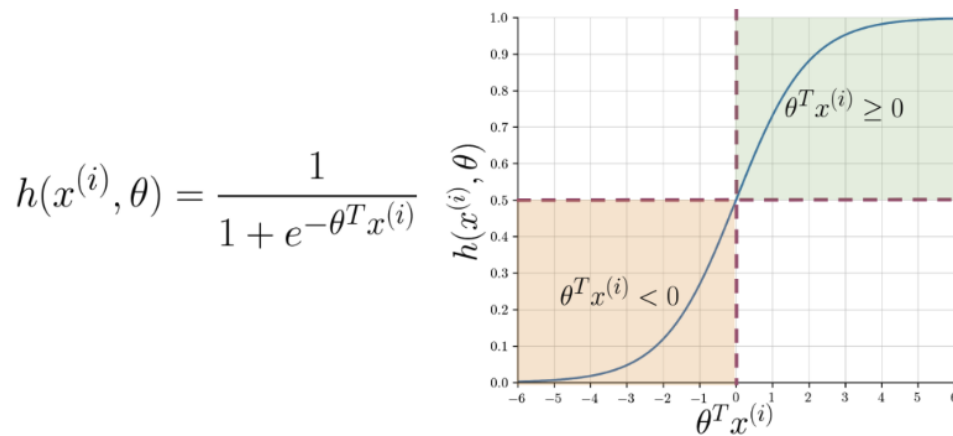 h(x^{(i)}, θ) = \frac{1}{1 + e^{-θ^T x^{(i)}}}
h(x^{(i)}, θ)
1.0
0.9
0.8
0.7
0.6
0.5
0.4
0.3
0.2
0.1
0.0
θ^T x^{(i)} ≥ 0
θ^T x^{(i)} < 0
−6 −5 −4 −3 −2 −1 0 1 2 3 4 5 6
θ^T x^{(i)}